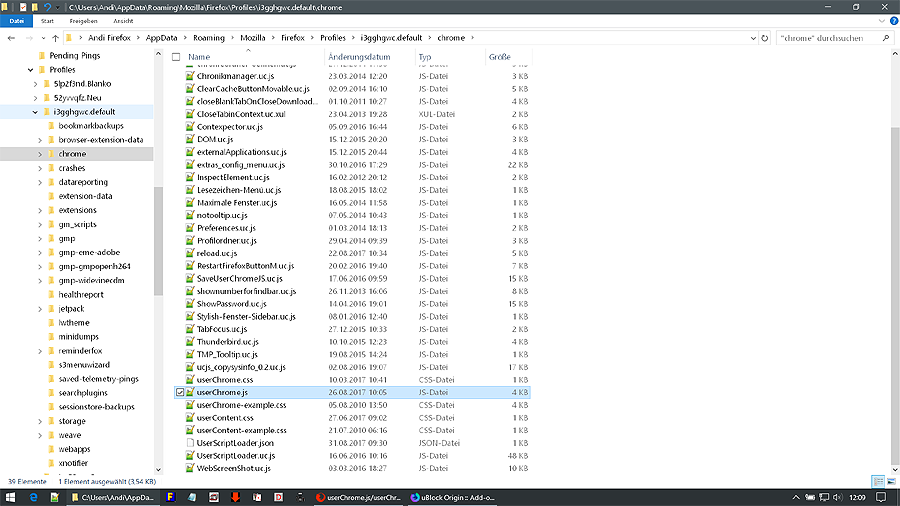 C:\Users\Andi\AppData\Roaming\Mozilla\Firefox\Profiles\i3gghgwc.default\chrome
Datei Start Freigeben Ansicht
Andi Firefox AppData Roaming Mozilla Firefox Profiles i3gghgwc.default chrome "chrome" durchsuchen
Pending Pings
Profiles
5lp2f3nd.Blanko
52yvvqfz.Neu
i3gghgwc.default
bookmarkbackups
browser-extension-data
chrome
crashes
datareporting
extension-data
extensions
gm_scripts
gmp
gmp-eme-adobe
gmp-gmpopenh264
gmp-widevinecdm
healthreport
jetpack
lwtheme
minidumps
reminderfox
s3menuwizard
saved-telemetry-pings
searchplugins
sessionstore-backups
storage
weave
webapps
xnotifier
Name Änderungsdatum Typ Größe
Chronikmanager.uc.js 23.03.2014 12:20 JS-Datei 3 KB
ClearCacheButtonMovable.uc.js 02.09.2014 16:10 JS-Datei 5 KB
closeBlankTabOnCloseDownload... 01.10.2011 10:27 JS-Datei 4 KB
CloseTabinContext.uc.xul 23.04.2013 19:28 XUL-Datei 2 KB
Contexpector.uc.js 05.09.2016 16:44 JS-Datei 6 KB
DOM.uc.js 15.12.2015 20:20 JS-Datei 3 KB
externalApplications.uc.js 15.12.2015 20:44 JS-Datei 4 KB
extras_config_menu.uc.js 30.10.2016 17:29 JS-Datei 22 KB
InspectElement.uc.js 16.02.2012 20:12 JS-Datei 2 KB
Lesezeichen-Menü.uc.js 18.08.2015 18:02 JS-Datei 1 KB
Maximale Fenster.uc.js 16.05.2014 11:58 JS-Datei 1 KB
notooltip.uc.js 07.05.2014 10:43 JS-Datei 1 KB
Preferences.uc.js 01.03.2014 18:13 JS-Datei 2 KB
Profilordner.uc.js 29.04.2014 09:39 JS-Datei 3 KB
reload.uc.js 22.08.2017 10:34 JS-Datei 5 KB
RestartFirefoxButtonM.uc.js 20.02.2016 19:40 JS-Datei 7 KB
SaveUserChromeJS.uc.js 17.06.2016 09:59 JS-Datei 15 KB
shownumberforfindbar.uc.js 26.11.2013 16:06 JS-Datei 8 KB
ShowPassword.uc.js 14.04.2016 19:01 JS-Datei 15 KB
Stylish-Fenster-Sidebar.uc.js 08.01.2016 12:40 JS-Datei 1 KB
TabFocus.uc.js 27.12.2015 10:33 JS-Datei 2 KB
Thunderbird.uc.js 10.10.2015 12:23 JS-Datei 4 KB
TMP_Tooltip.uc.js 19.08.2015 14:24 JS-Datei 1 KB
ucjs_copysysinfo_0.2.uc.js 02.08.2016 19:07 JS-Datei 17 KB
userChrome.css 10.03.2017 10:41 CSS-Datei 1 KB
userChrome.js 26.08.2017 10:05 JS-Datei 4 KB
userChrome-example.css 05.08.2010 13:50 CSS-Datei 4 KB
userContent.css 27.06.2017 09:02 CSS-Datei 1 KB
userContent-example.css 21.07.2010 06:16 CSS-Datei 1 KB
UserScriptLoader.json 31.08.2017 09:30 JSON-Datei 1 KB
UserScriptLoader.uc.js 16.06.2016 10:16 JS-Datei 48 KB
WebScreenShot.uc.js 03.03.2016 18:27 JS-Datei 10 KB
39 Elemente 1 Element ausgewählt (3,54 KB)
C:\Users\Andi\AppDa... userChrome.js/userChr... uBlock Origin :: Add-o... 12:09